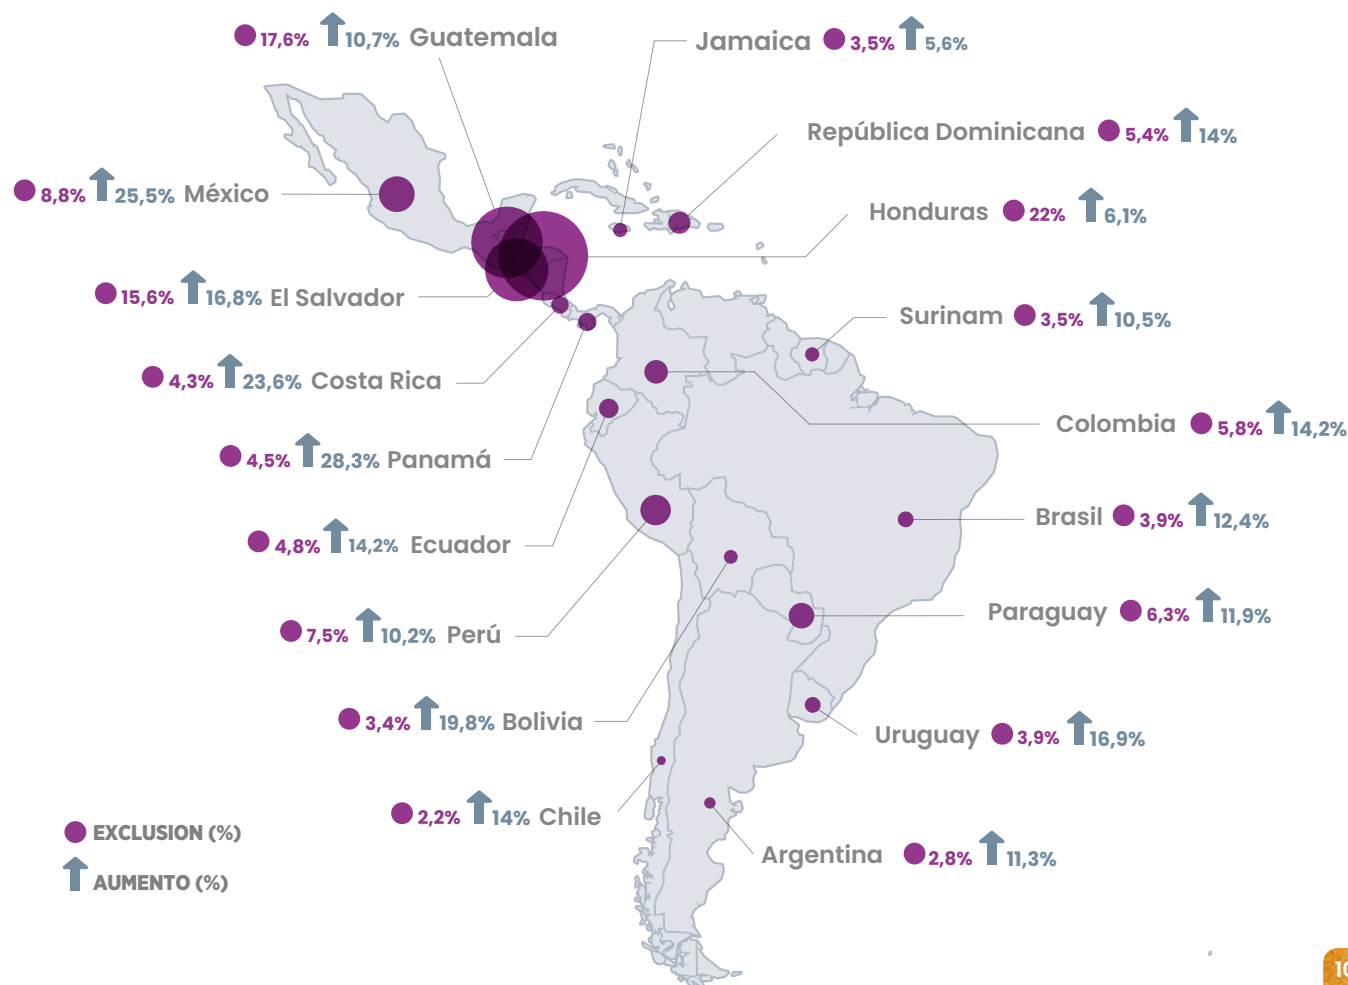 17,6% 10,7% Guatemala
Jamaica 3,5% 5,6%
República Dominicana 5,4% 14%
8,8% 25,5% México
Honduras 22% 6,1%
15,6% 16,8% El Salvador
Surinam 3,5% 10,5%
4,3% 23,6% Costa Rica
Colombia 5,8% 14,2%
4,5% 28,3% Panamá
Brasil 3,9% 12,4%
4,8% 14,2% Ecuador
Paraguay 6,3% 11,9%
7,5% 10,2% Perú
3,4% 19,8% Bolivia
Uruguay 3,9% 16,9%
2,2% 14% Chile
EXCLUSION (%)
Argentina 2,8% 11,3%
AUMENTO (%)